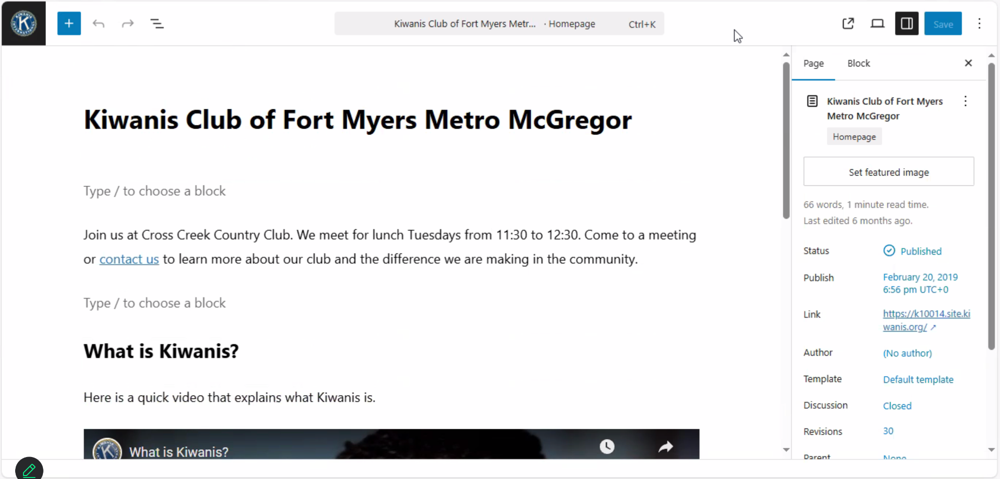 Kiwanis Club of Fort Myers Metr... · Homepage Ctrl+K
Save
Page Block
Kiwanis Club of Fort Myers Metro McGregor
Type / to choose a block
Join us at Cross Creek Country Club. We meet for lunch Tuesdays from 11:30 to 12:30. Come to a meeting
or contact us to learn more about our club and the difference we are making in the community.
Type / to choose a block
What is Kiwanis?
Here is a quick video that explains what Kiwanis is.
What is Kiwanis?
Kiwanis Club of Fort Myers
Metro McGregor
Homepage
Set featured image
66 words, 1 minute read time.
Last edited 6 months ago.
Status Published
Publish February 20, 2019
6:56 pm UTC+0
Link https://k10014.site.ki
wanis.org/ ↗
Author (No author)
Template Default template
Discussion Closed
Revisions 30
Parent None